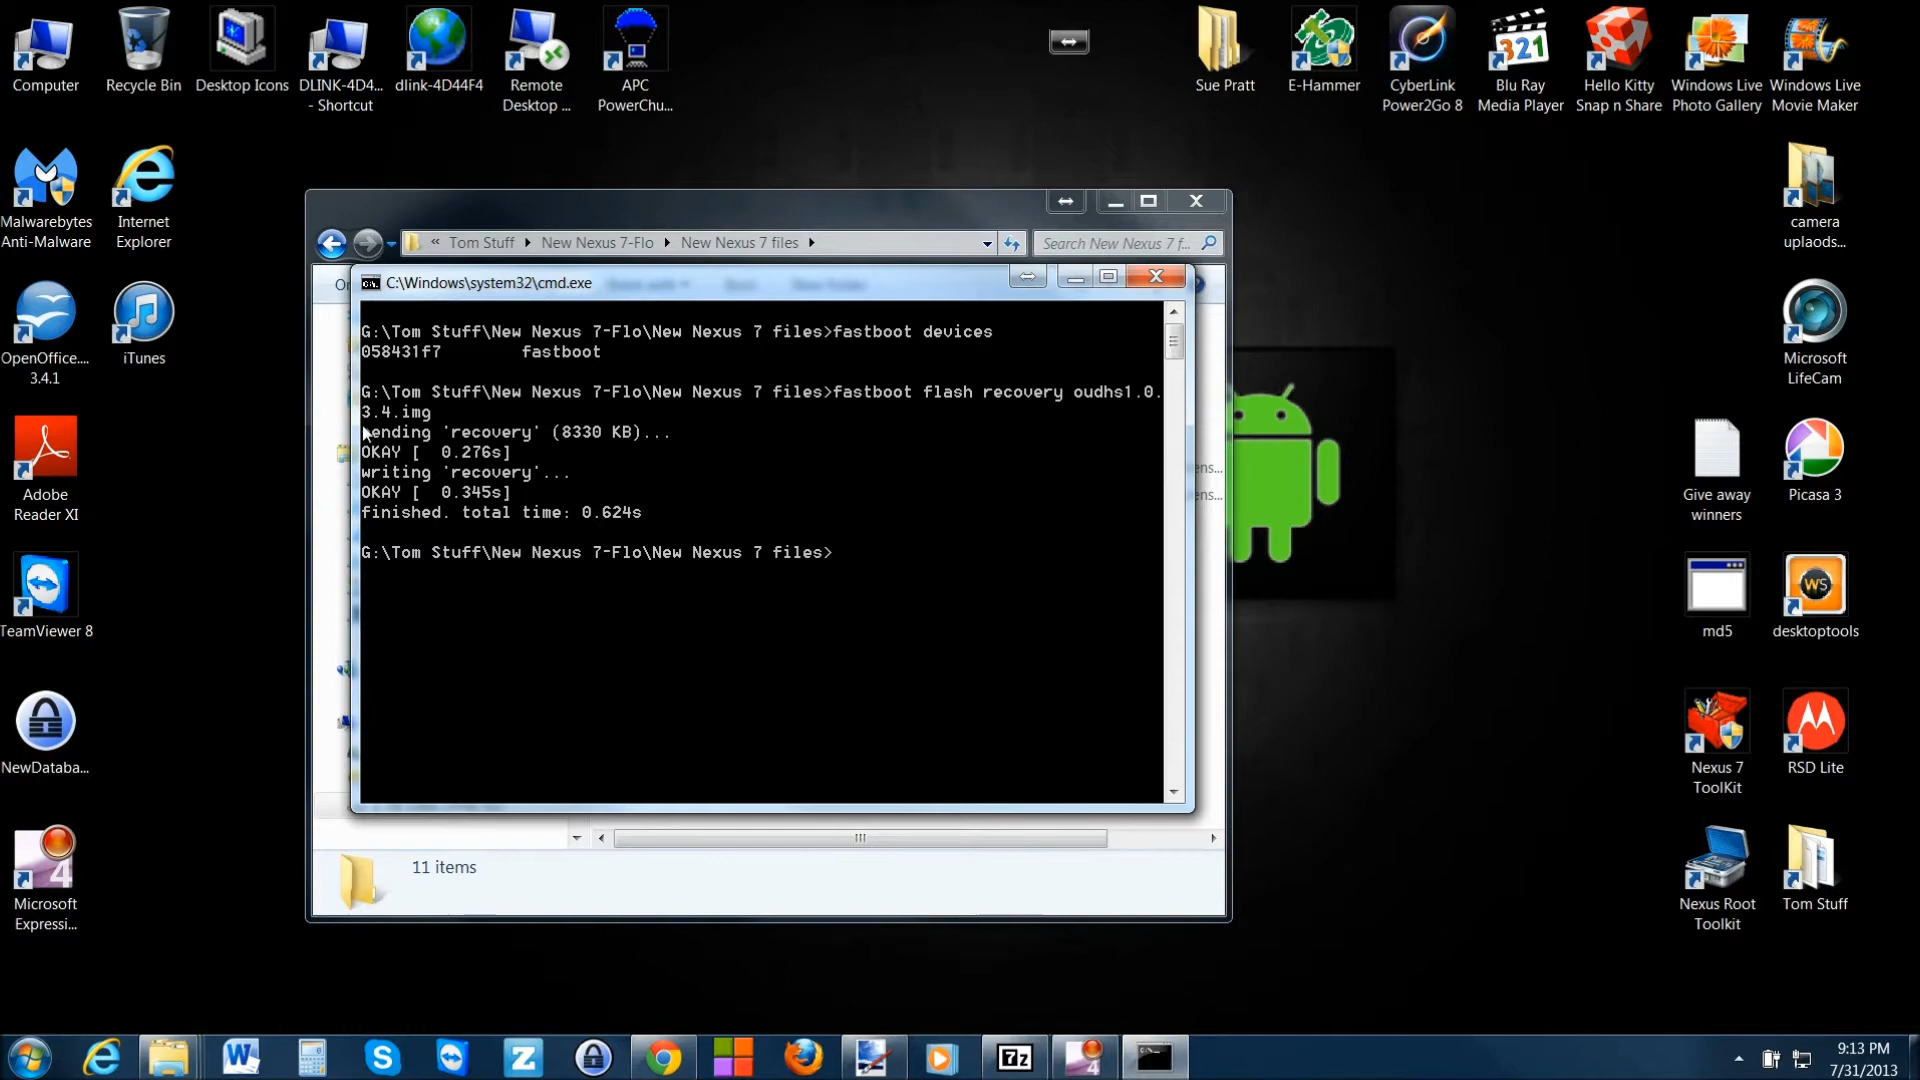 Computer
Recycle Bin
Desktop Icons
DLINK-4D4...
- Shortcut
dlink-4D44F4
Remote
Desktop ...
APC
PowerChu...
Sue Pratt
E-Hammer
CyberLink
Power2Go 8
321
Blu Ray
Media Player
Hello Kitty
Snap n Share
Windows Live
Photo Gallery
Windows Live
Movie Maker
Malwarebytes
Anti-Malware
Internet
Explorer
camera
uplaods...
« Tom Stuff ▸ New Nexus 7-Flo ▸ New Nexus 7 files ▸
Search New Nexus 7 f...
C:\Windows\system32\cmd.exe
G:\Tom Stuff\New Nexus 7-Flo\New Nexus 7 files>fastboot devices
058431f7 fastboot
G:\Tom Stuff\New Nexus 7-Flo\New Nexus 7 files>fastboot flash recovery oudhs1.0.
3.4.img
sending 'recovery' (8330 KB)...
OKAY [ 0.276s]
writing 'recovery'...
OKAY [ 0.345s]
finished. total time: 0.624s
G:\Tom Stuff\New Nexus 7-Flo\New Nexus 7 files>
ens...
ens...
11 items
OpenOffice....
3.4.1
iTunes
Microsoft
LifeCam
Adobe
Reader XI
Give away
winners
Picasa 3
TeamViewer 8
md5
WS
desktoptools
NewDataba...
Nexus 7
ToolKit
RSD Lite
4
Microsoft
Expressi...
Nexus Root
Toolkit
Tom Stuff
W
S
Z
7z
4
9:13 PM
7/31/2013